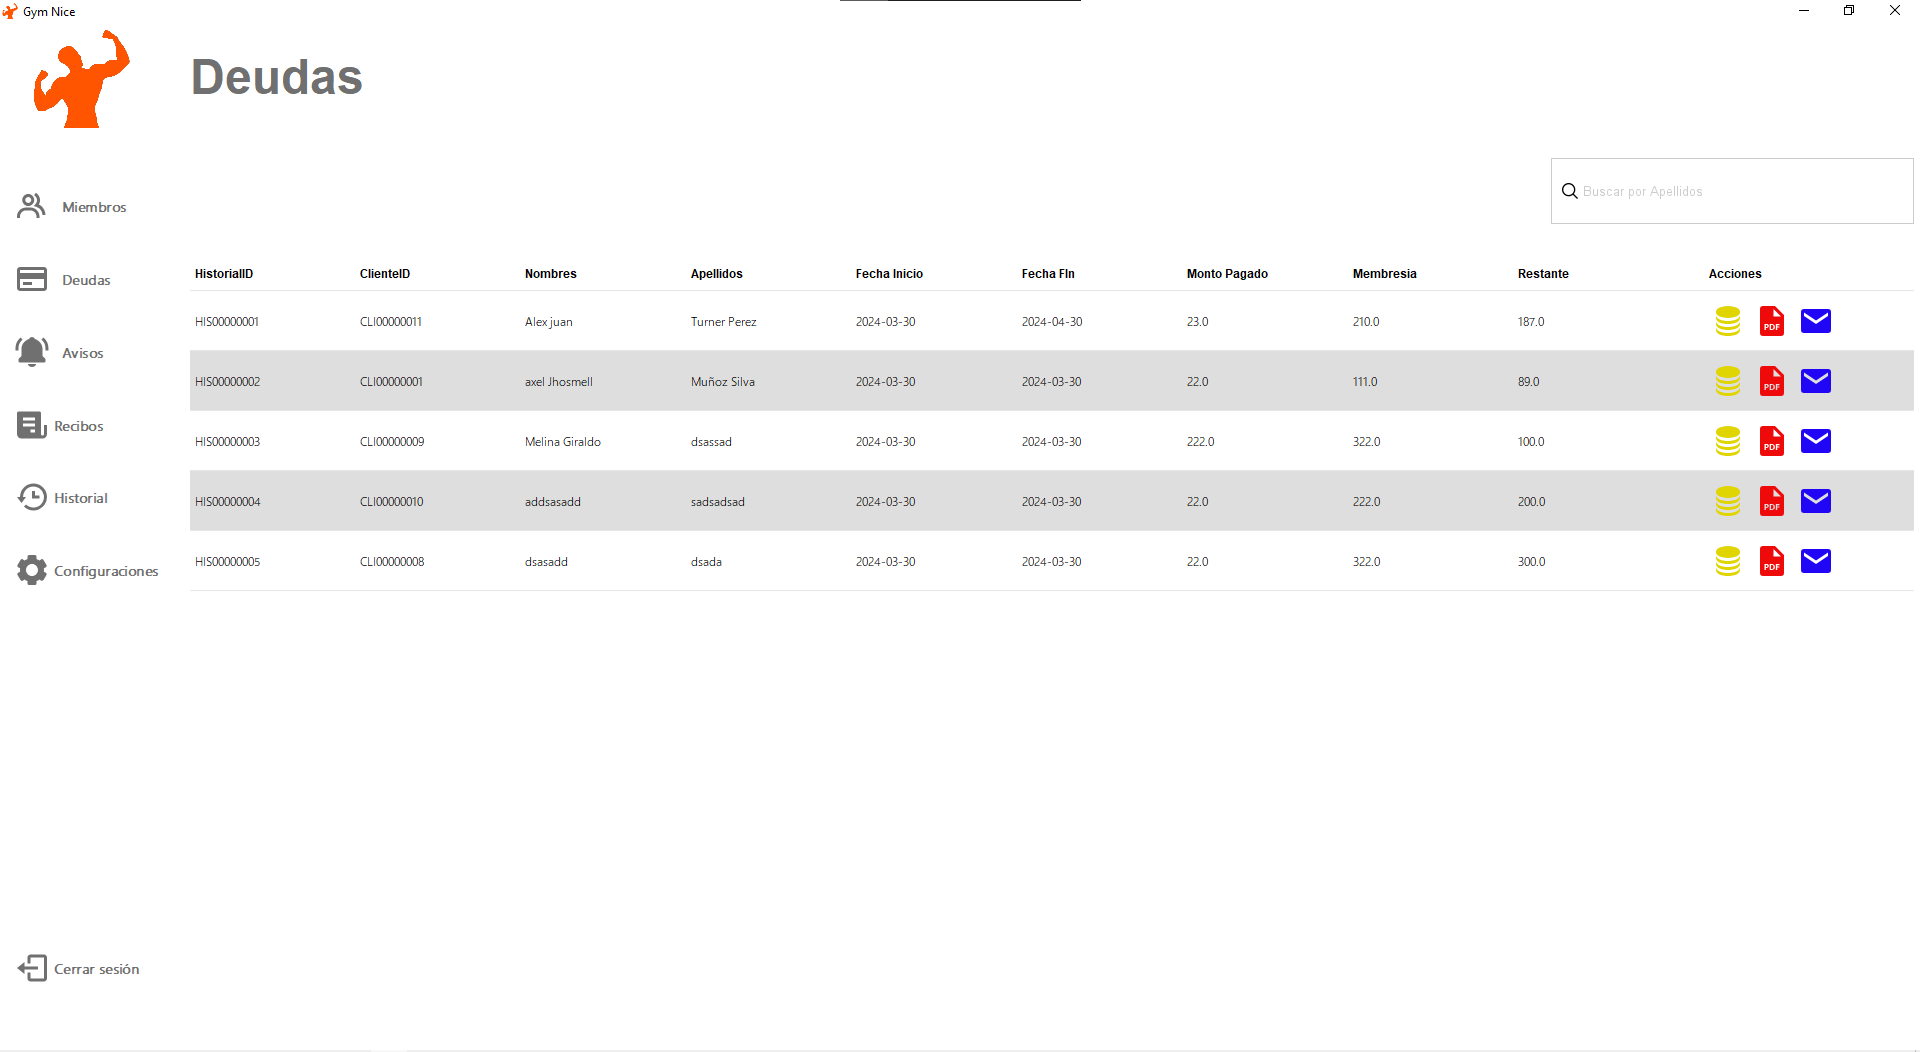 Gym Nice
Deudas
Buscar por Apellidos
Miembros
Deudas
Avisos
Recibos
Historial
Configuraciones
Cerrar sesión
HistorialID ClienteID Nombres Apellidos Fecha Inicio Fecha FIn Monto Pagado Membresia Restante Acciones
HIS00000001 CLI00000011 Alex juan Turner Perez 2024-03-30 2024-04-30 23.0 210.0 187.0 PDF
HIS00000002 CLI00000001 axel Jhosmell Muñoz Silva 2024-03-30 2024-03-30 22.0 111.0 89.0 PDF
HIS00000003 CLI00000009 Melina Giraldo dsassad 2024-03-30 2024-03-30 222.0 322.0 100.0 PDF
HIS00000004 CLI00000010 addsasadd sadsadsad 2024-03-30 2024-03-30 22.0 222.0 200.0 PDF
HIS00000005 CLI00000008 dsasadd dsada 2024-03-30 2024-03-30 22.0 322.0 300.0 PDF